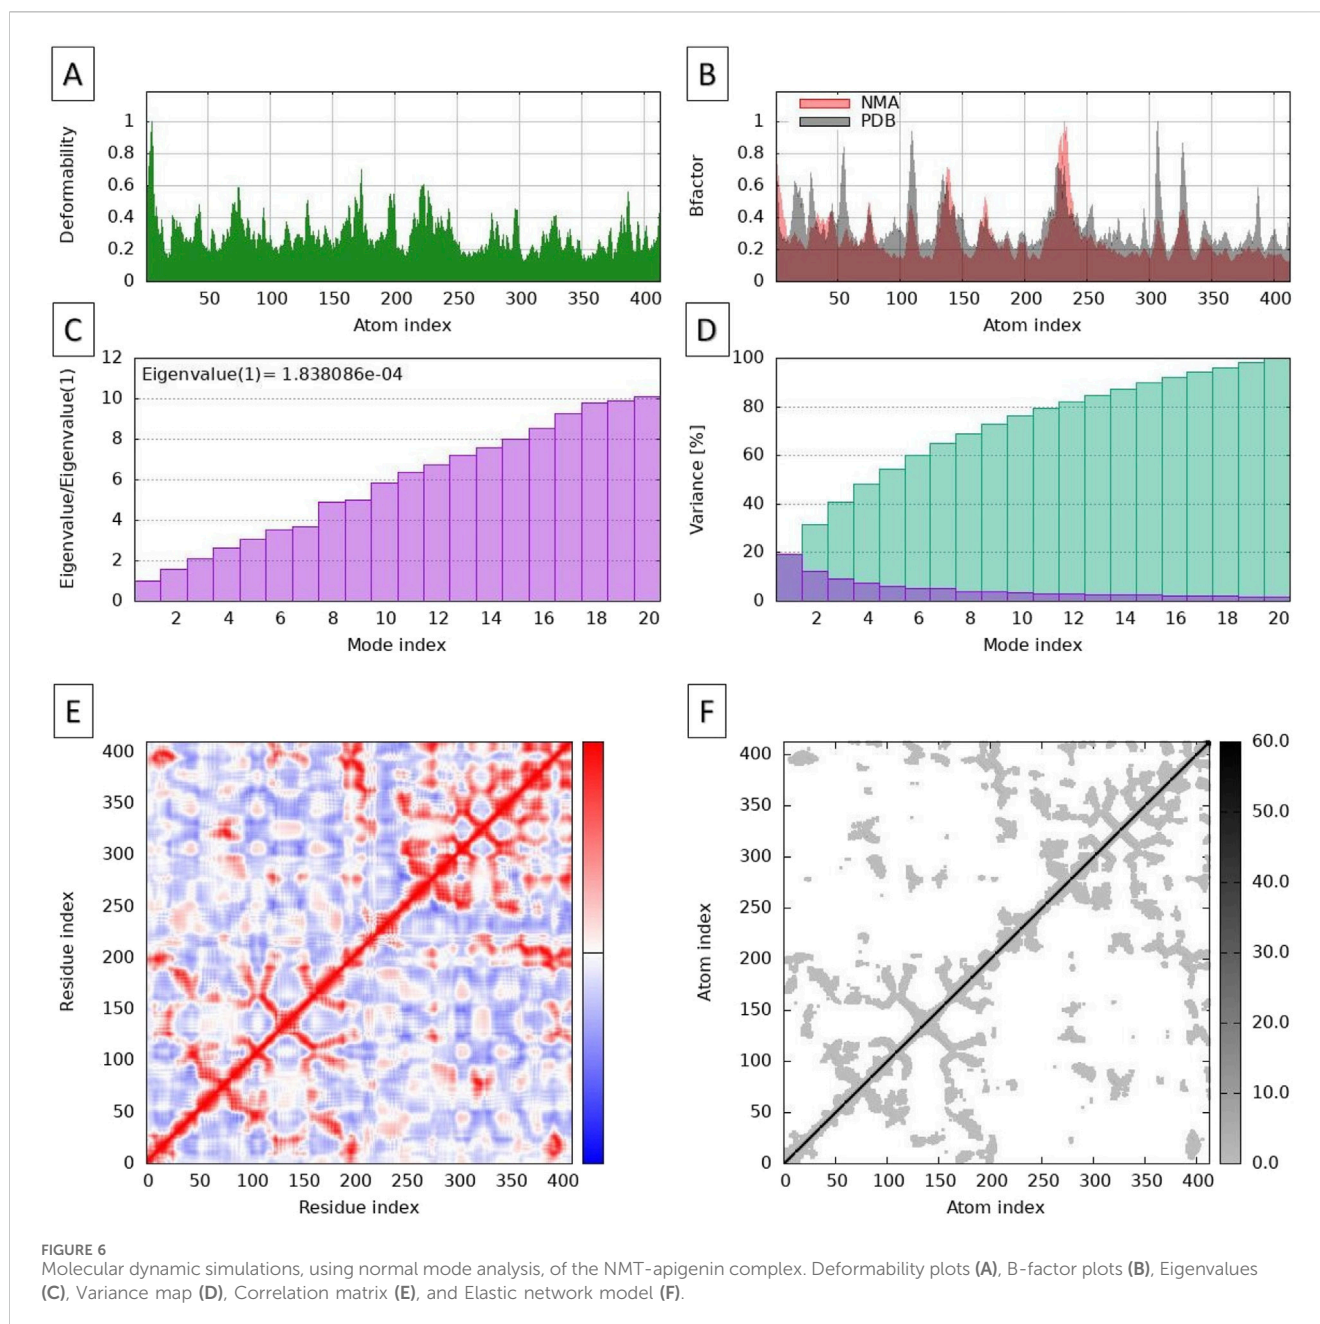 A
Deformability
1
0.8
0.6
0.4
0.2
0
50 100 150 200 250 300 350 400
Atom index
B
NMA
PDB
Bfactor
1
0.8
0.6
0.4
0.2
0
50 100 150 200 250 300 350 400
Atom index
C
Eigenvalue(1)= 1.838086e-04
Eigenvalue/Eigenvalue(1)
12
10
8
6
4
2
0
2 4 6 8 10 12 14 16 18 20
Mode index
D
Variance [%]
100
80
60
40
20
0
2 4 6 8 10 12 14 16 18 20
Mode index
E
Residue index
400
350
300
250
200
150
100
50
0
0 50 100 150 200 250 300 350 400
Residue index
F
Atom index
400
350
300
250
200
150
100
50
0
0 50 100 150 200 250 300 350 400
Atom index
60.0
50.0
40.0
30.0
20.0
10.0
0.0
FIGURE 6
Molecular dynamic simulations, using normal mode analysis, of the NMT-apigenin complex. Deformability plots (A), B-factor plots (B), Eigenvalues
(C), Variance map (D), Correlation matrix (E), and Elastic network model (F).